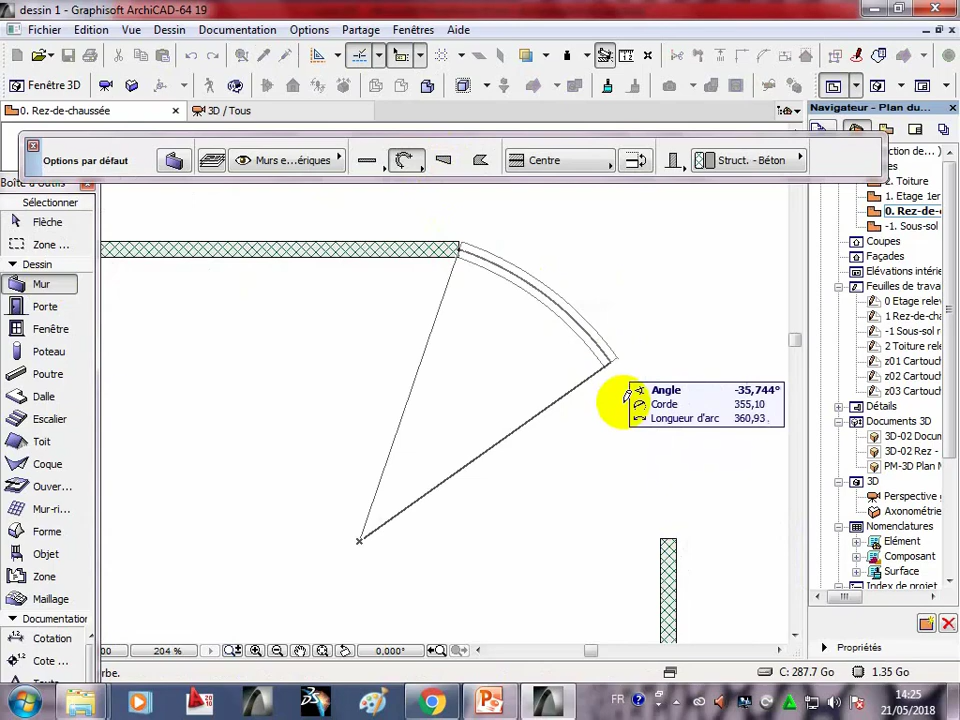 dessin 1 - Graphisoft ArchiCAD-64 19
Fichier Edition Vue Dessin Documentation Options Partage Fenêtres Aide
Fenêtre 3D
0. Rez-de-chaussée
3D / Tous
Navigateur - Plan du...
Options par défaut
Murs e...ériques
Centre
Struct. - Béton
Sélectionner
Flèche
Zone ...
Dessin
Mur
Porte
Fenêtre
Poteau
Poutre
Dalle
Escalier
Toit
Coque
Ouver...
Mur-ri...
Forme
Objet
Zone
Maillage
Documentation
Cotation
Cote ...
Angle -35,744°
Corde 355,10
Longueur d'arc 360,93
2. Toiture
1. Etage 1er
0. Rez-de-c
-1. Sous-sol
Coupes
Façades
Elévations intérie
Feuilles de trava
0 Etage relev
1 Rez-de-cha
-1 Sous-sol r
2 Toiture rele
z01 Cartouch
z02 Cartouch
z03 Cartouch
Détails
Documents 3D
3D-02 Docum
3D-02 Rez -
PM-3D Plan M
3D
Perspective g
Axonométrie
Nomenclatures
Elément
Composant
Surface
Index de projet
Propriétés
00
204 %
0,000°
rbe.
C: 287.7 Go
1.35 Go
FR
14:25
21/05/2018